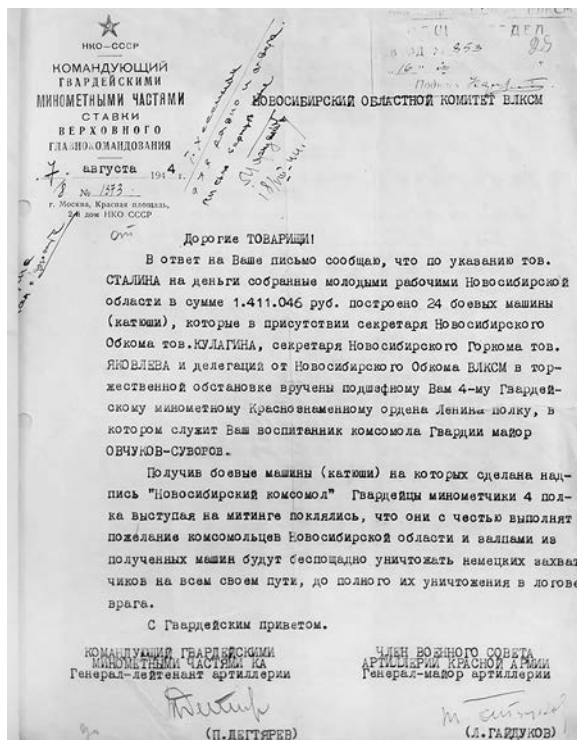 НКО–СССР
КОМАНДУЮЩИЙ
ГВАРДЕЙСКИМИ
МИНОМЕТНЫМИ ЧАСТЯМИ
СТАВКИ
ВЕРХОВНОГО
ГЛАВНОКОМАНДОВАНИЯ
7 августа 1944 г.
№ 1573
г. Москва, Красная площадь,
2-й дом НКО СССР
ОТДЕЛ
ВХОД № 853
"16"
Подпись
НОВОСИБИРСКИЙ ОБЛАСТНОЙ КОМИТЕТ ВЛКСМ
Дорогие ТОВАРИЩИ!
В ответ на Ваше письмо сообщаю, что по указанию тов.
СТАЛИНА на деньги собранные молодыми рабочими Новосибирской
области в сумме 1.411.046 руб. построено 24 боевых машины
(катюши), которые в присутствии секретаря Новосибирского
Обкома тов.КУЛАГИНА, секретаря Новосибирского Горкома тов.
ЯКОВЛЕВА и делегаций от Новосибирского Обкома ВЛКСМ в тор-
жественной обстановке вручены подшефному Вам 4-му Гвардей-
скому минометному Краснознаменному ордена Ленина полку, в
котором служит Ваш воспитанник комсомола Гвардии майор
ОВЧУКОВ-СУВОРОВ.
Получив боевые машины (катюши) на которых сделана над-
пись "Новосибирский комсомол" Гвардейцы минометчики 4 пол-
ка выступая на митинге поклялись, что они с честью выполнят
пожелание комсомольцев Новосибирской области и залпами из
полученных машин будут беспощадно уничтожать немецких захват
чиков на всем своем пути, до полного их уничтожения в логове
врага.
С Гвардейским приветом.
КОМАНДУЮЩИЙ ГВАРДЕЙСКИМИ
МИНОМЕТНЫМИ ЧАСТЯМИ КА
Генерал-лейтенант артиллерии
(П.ДЕГТЯРЕВ)
ЧЛЕН ВОЕННОГО СОВЕТА
АРТИЛЛЕРИИ КРАСНОЙ АРМИИ
Генерал-майор артиллерии
(Л.ГАЙДУКОВ)